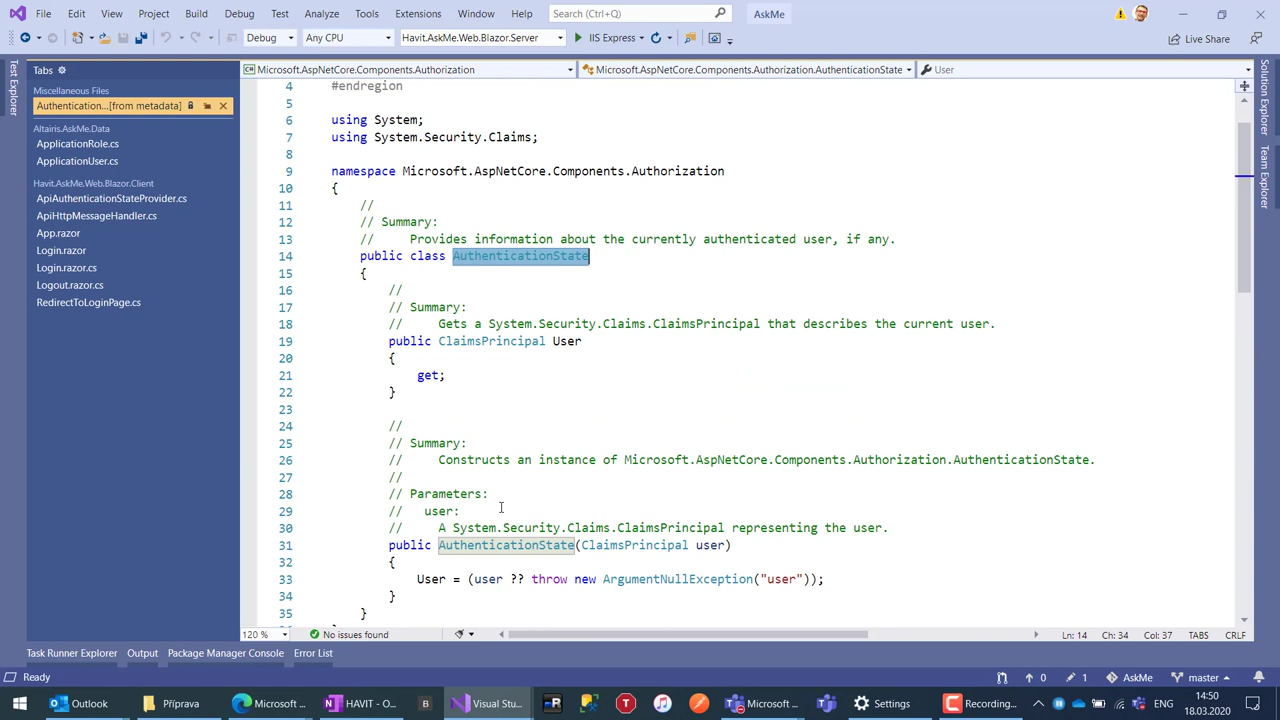 File Edit View Project Build Debug Test Analyze Tools Extensions Window Help Search (Ctrl+Q) AskMe
Debug Any CPU Havit.AskMe.Web.Blazor.Server IIS Express Live Share
Test Explorer
Tabs
Miscellaneous Files
Authentication...[from metadata]
Altairis.AskMe.Data
ApplicationRole.cs
ApplicationUser.cs
Havit.AskMe.Web.Blazor.Client
ApiAuthenticationStateProvider.cs
ApiHttpMessageHandler.cs
App.razor
Login.razor
Login.razor.cs
Logout.razor.cs
RedirectToLoginPage.cs
Microsoft.AspNetCore.Components.Authorization Microsoft.AspNetCore.Components.Authorization.AuthenticationState User
4 #endregion
5
6 using System;
7 using System.Security.Claims;
8
9 namespace Microsoft.AspNetCore.Components.Authorization
10 {
11 //
12 // Summary:
13 // Provides information about the currently authenticated user, if any.
14 public class AuthenticationState
15 {
16 //
17 // Summary:
18 // Gets a System.Security.Claims.ClaimsPrincipal that describes the current user.
19 public ClaimsPrincipal User
20 {
21 get;
22 }
23
24 //
25 // Summary:
26 // Constructs an instance of Microsoft.AspNetCore.Components.Authorization.AuthenticationState.
27 //
28 // Parameters:
29 // user:
30 // A System.Security.Claims.ClaimsPrincipal representing the user.
31 public AuthenticationState(ClaimsPrincipal user)
32 {
33 User = (user ?? throw new ArgumentNullException("user"));
34 }
35 }
120 % No issues found Ln: 14 Ch: 34 Col: 37 TABS CRLF
Solution Explorer
Team Explorer
Task Runner Explorer Output Package Manager Console Error List
Ready 0 1 AskMe master
Outlook Příprava Microsoft ... HAVIT - O... B Visual Stu... R T Microsoft ... Settings Recording... ENG 14:50
18.03.2020